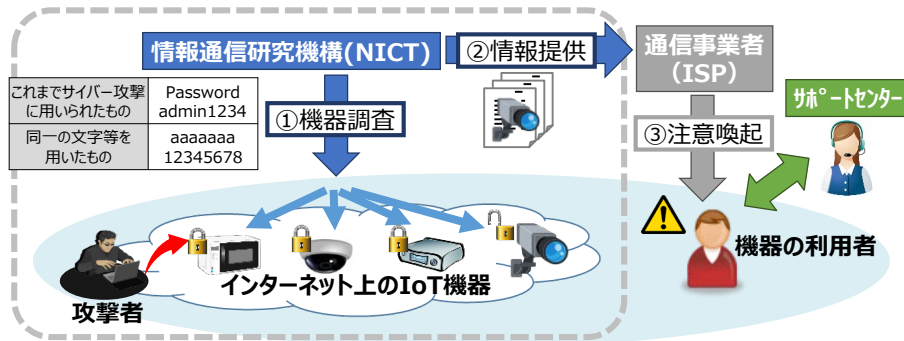 情報通信研究機構(NICT)
②情報提供
通信事業者
（ISP）
これまでサイバー攻撃
に用いられたもの
Password
admin1234
同一の文字等を
用いたもの
aaaaaaa
12345678
①機器調査
③注意喚起
ｻﾎﾟｰﾄｾﾝﾀｰ
攻撃者
インターネット上のIoT機器
機器の利用者